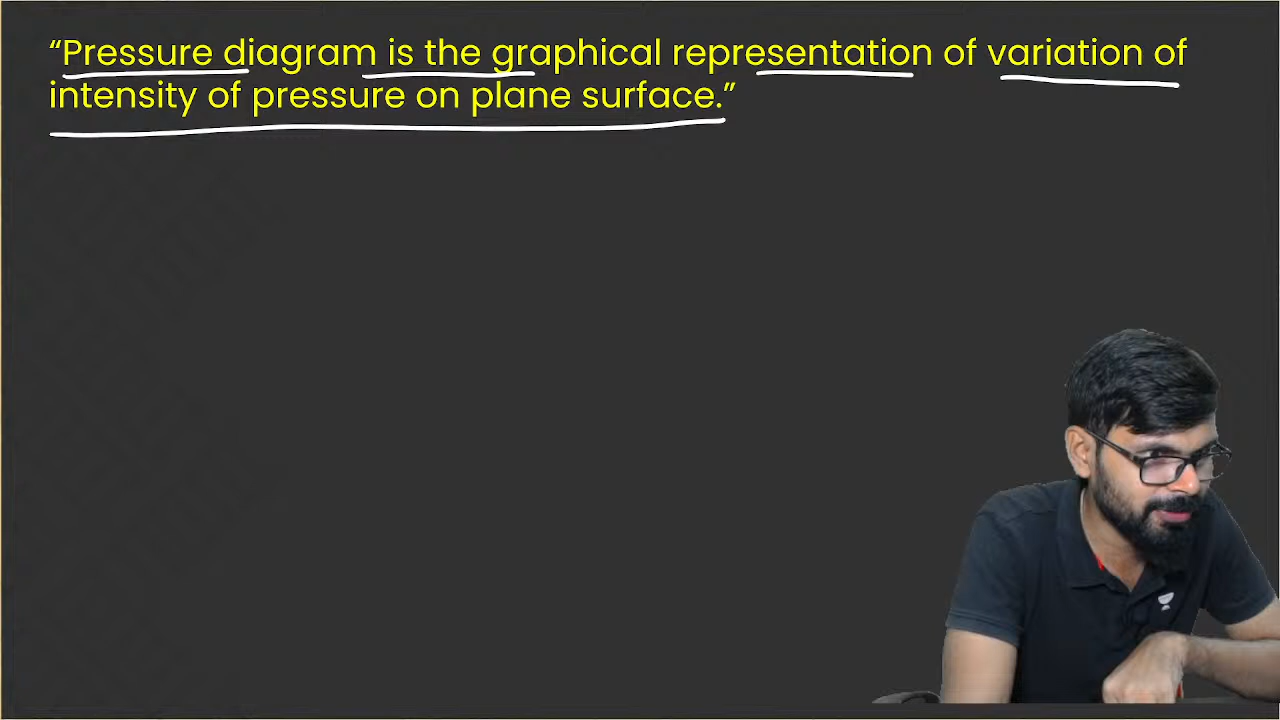 “Pressure diagram is the graphical representation of variation of
intensity of pressure on plane surface.”